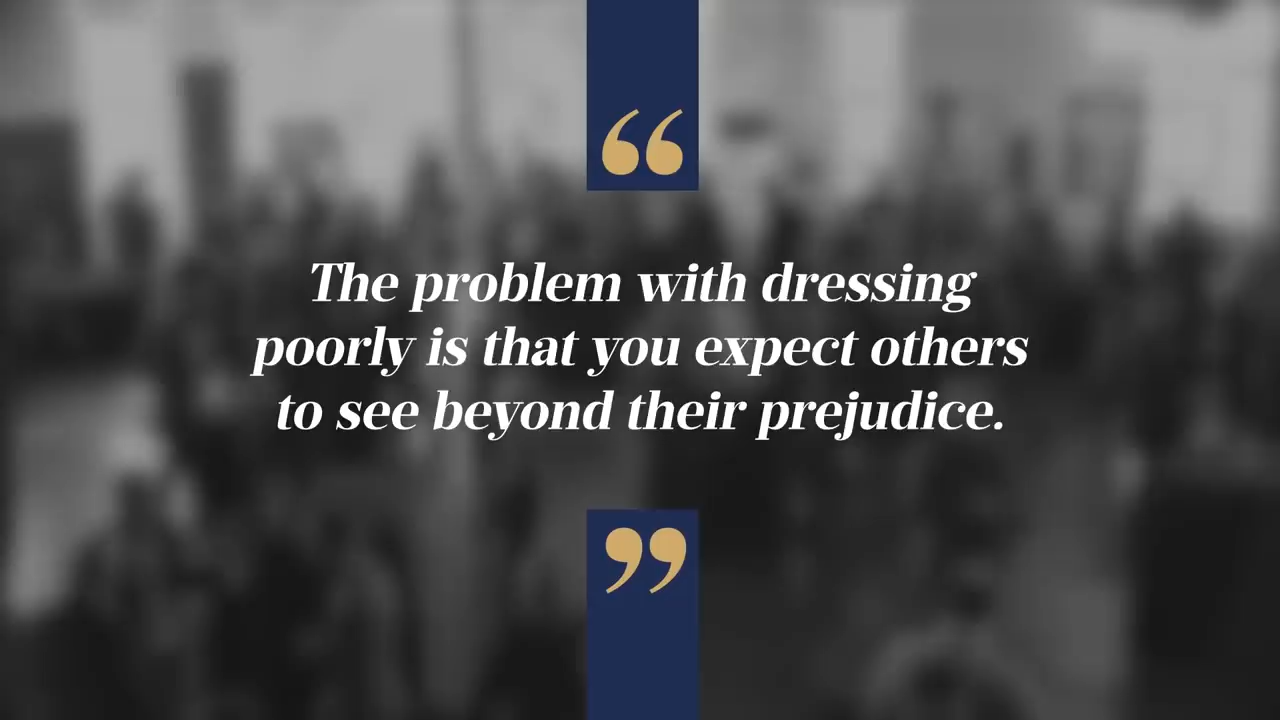 “
The problem with dressing
poorly is that you expect others
to see beyond their prejudice.
”